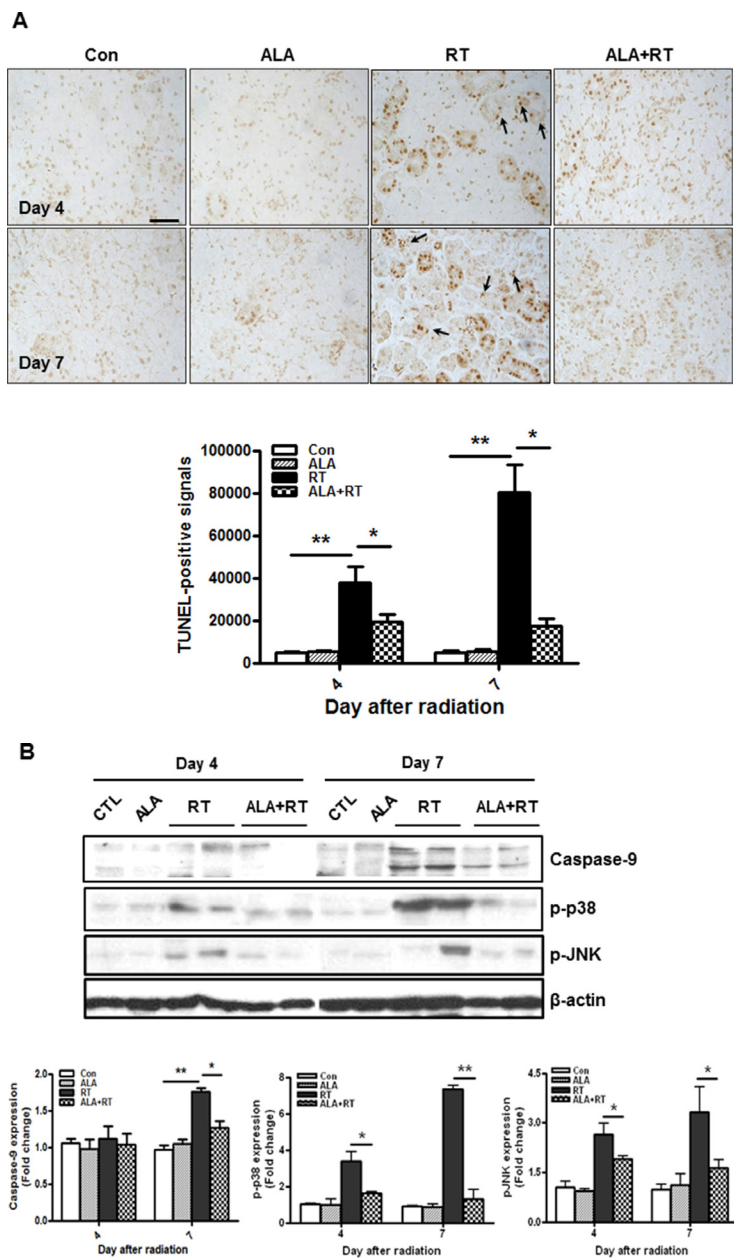 A
Con ALA RT ALA+RT
Day 4
Day 7
100000
80000
60000
40000
20000
0
TUNEL-positive signals
Con
ALA
RT
ALA+RT
** *
** *
4 7
Day after radiation
B
Day 4 Day 7
CTL ALA RT ALA+RT CTL ALA RT ALA+RT
Caspase-9
p-p38
p-JNK
β-actin
Caspase-9 expression
(Fold change)
2.0
1.5
1.0
0.5
0.0
Con
ALA
RT
ALA+RT
** *
4 7
Day after radiation
p-p38 expression
(Fold change)
8
6
4
2
0
Con
ALA
RT
ALA+RT
* **
4 7
Day after radiation
pJNK expression
(Fold change)
4.5
3.0
1.5
0.0
Con
ALA
RT
ALA+RT
* *
4 7
Day after radiation